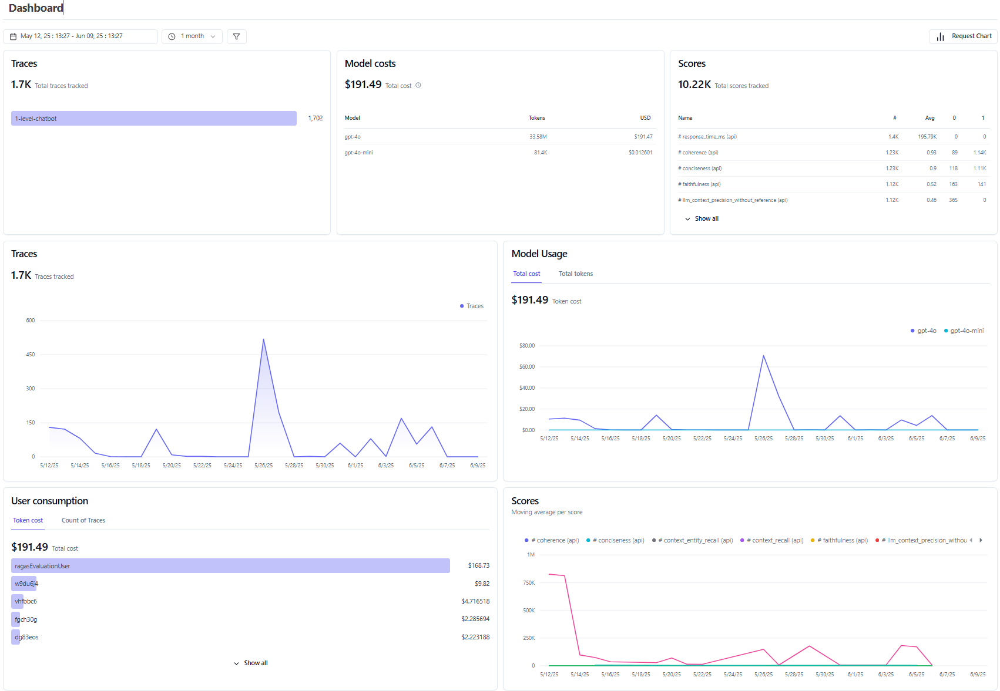 Dashboard
May 12, 25 : 13:27 - Jun 09, 25 : 13:27
1 month
Request Chart
Traces
1.7K Total traces tracked
1-level-chatbot 1,702
Model costs
$191.49 Total cost
Model Tokens USD
gpt-4o 33.58M $191.47
gpt-4o-mini 81.4K $0.012601
Scores
10.22K Total scores tracked
Name # Avg 0 1
# response_time_ms (api) 1.4K 195.79K 0 0
# coherence (api) 1.23K 0.93 89 1.14K
# conciseness (api) 1.23K 0.9 118 1.11K
# faithfulness (api) 1.12K 0.52 163 141
# llm_context_precision_without_reference (api) 1.12K 0.46 365 0
Show all
Traces
1.7K Traces tracked
Traces
600
450
300
150
0
5/12/25 5/14/25 5/16/25 5/18/25 5/20/25 5/22/25 5/24/25 5/26/25 5/28/25 5/30/25 6/1/25 6/3/25 6/5/25 6/7/25 6/9/25
Model Usage
Total cost Total tokens
$191.49 Token cost
gpt-4o gpt-4o-mini
$80.00
$60.00
$40.00
$20.00
$0.00
5/12/25 5/14/25 5/16/25 5/18/25 5/20/25 5/22/25 5/24/25 5/26/25 5/28/25 5/30/25 6/1/25 6/3/25 6/5/25 6/7/25 6/9/25
User consumption
Token cost Count of Traces
$191.49 Total cost
ragasEvaluationUser $168.73
w9du6j4 $9.82
vhfbbc6 $4.716518
fgch30g $2.285694
dg83eos $2.223188
Show all
Scores
Moving average per score
# coherence (api) # conciseness (api) # context_entity_recall (api) # context_recall (api) # faithfulness (api) # llm_context_precision_withou
1M
750K
500K
250K
0
5/12/25 5/14/25 5/16/25 5/18/25 5/20/25 5/22/25 5/24/25 5/26/25 5/28/25 5/30/25 6/1/25 6/3/25 6/5/25 6/7/25 6/9/25